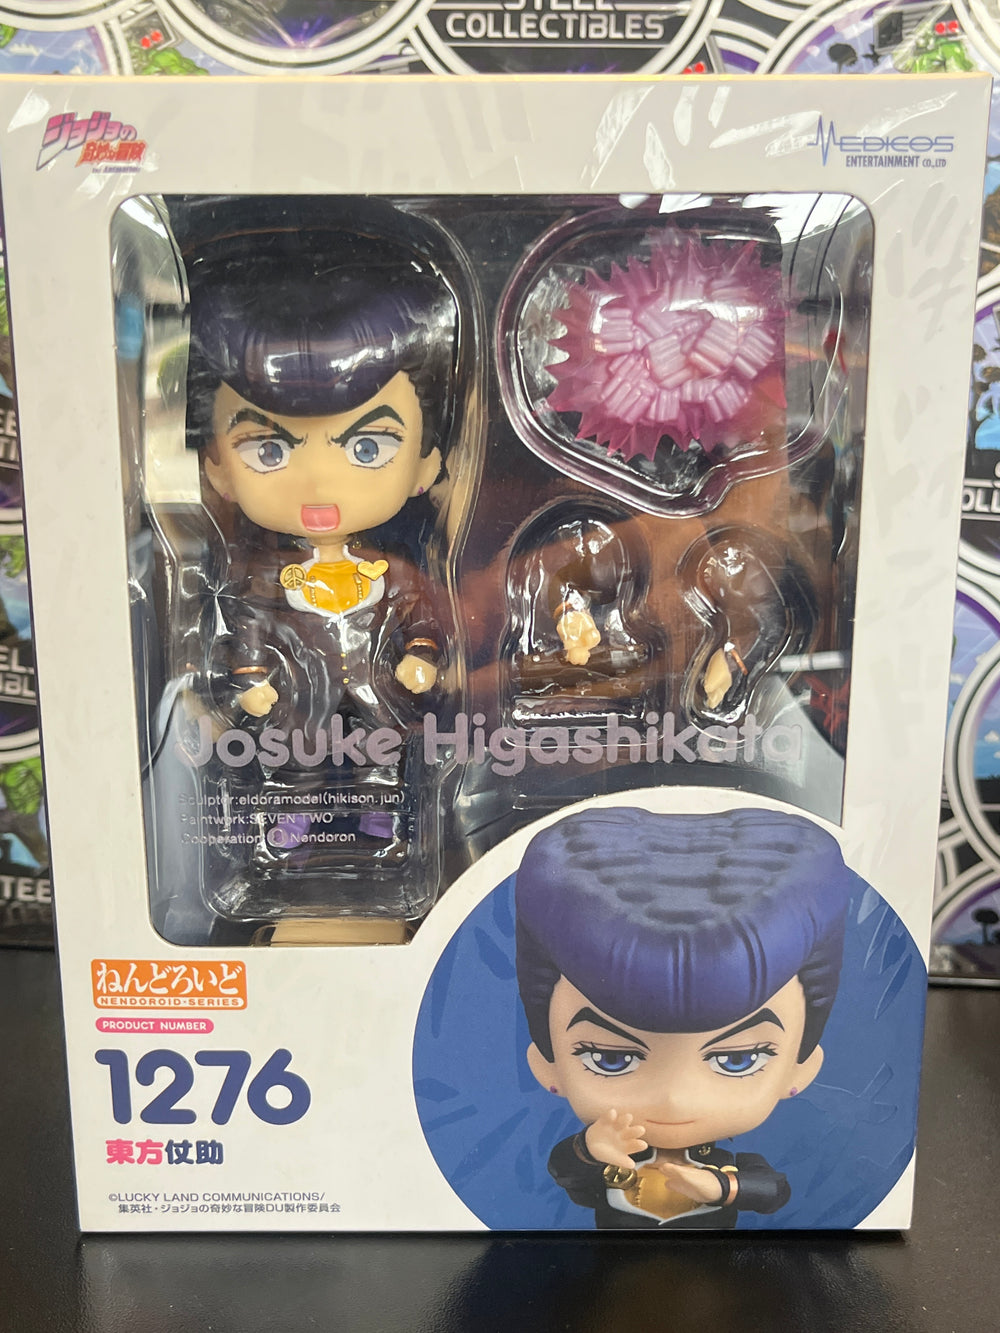 STEEL
COLLECTIBLES
ジョジョの
奇妙な冒険
THE ANIMATION
MEDICOS
ENTERTAINMENT CO.,LTD
Josuke Higashikata
Sculptor:eldoramodel(hikison.jun)
Paintwork:SEVEN TWO
Cooperation: Nendoron
ねんどろいど
NENDOROID·SERIES
PRODUCT NUMBER
1276
東方仗助
©LUCKY LAND COMMUNICATIONS/
集英社・ジョジョの奇妙な冒険DU製作委員会